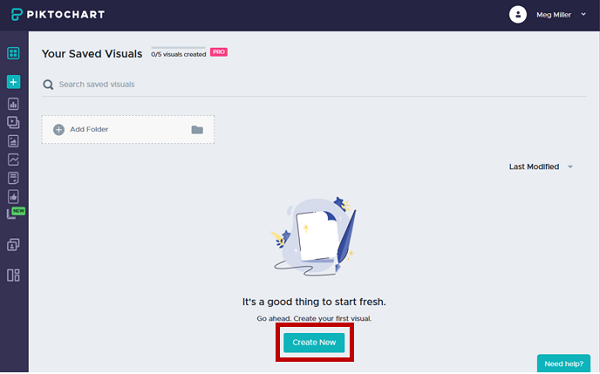 PIKTOCHART
Meg Miller
Your Saved Visuals
0/5 visuals created
PRO
Search saved visuals
Add Folder
Last Modified
NEW
It's a good thing to start fresh.
Go ahead. Create your first visual.
Create New
Need help?